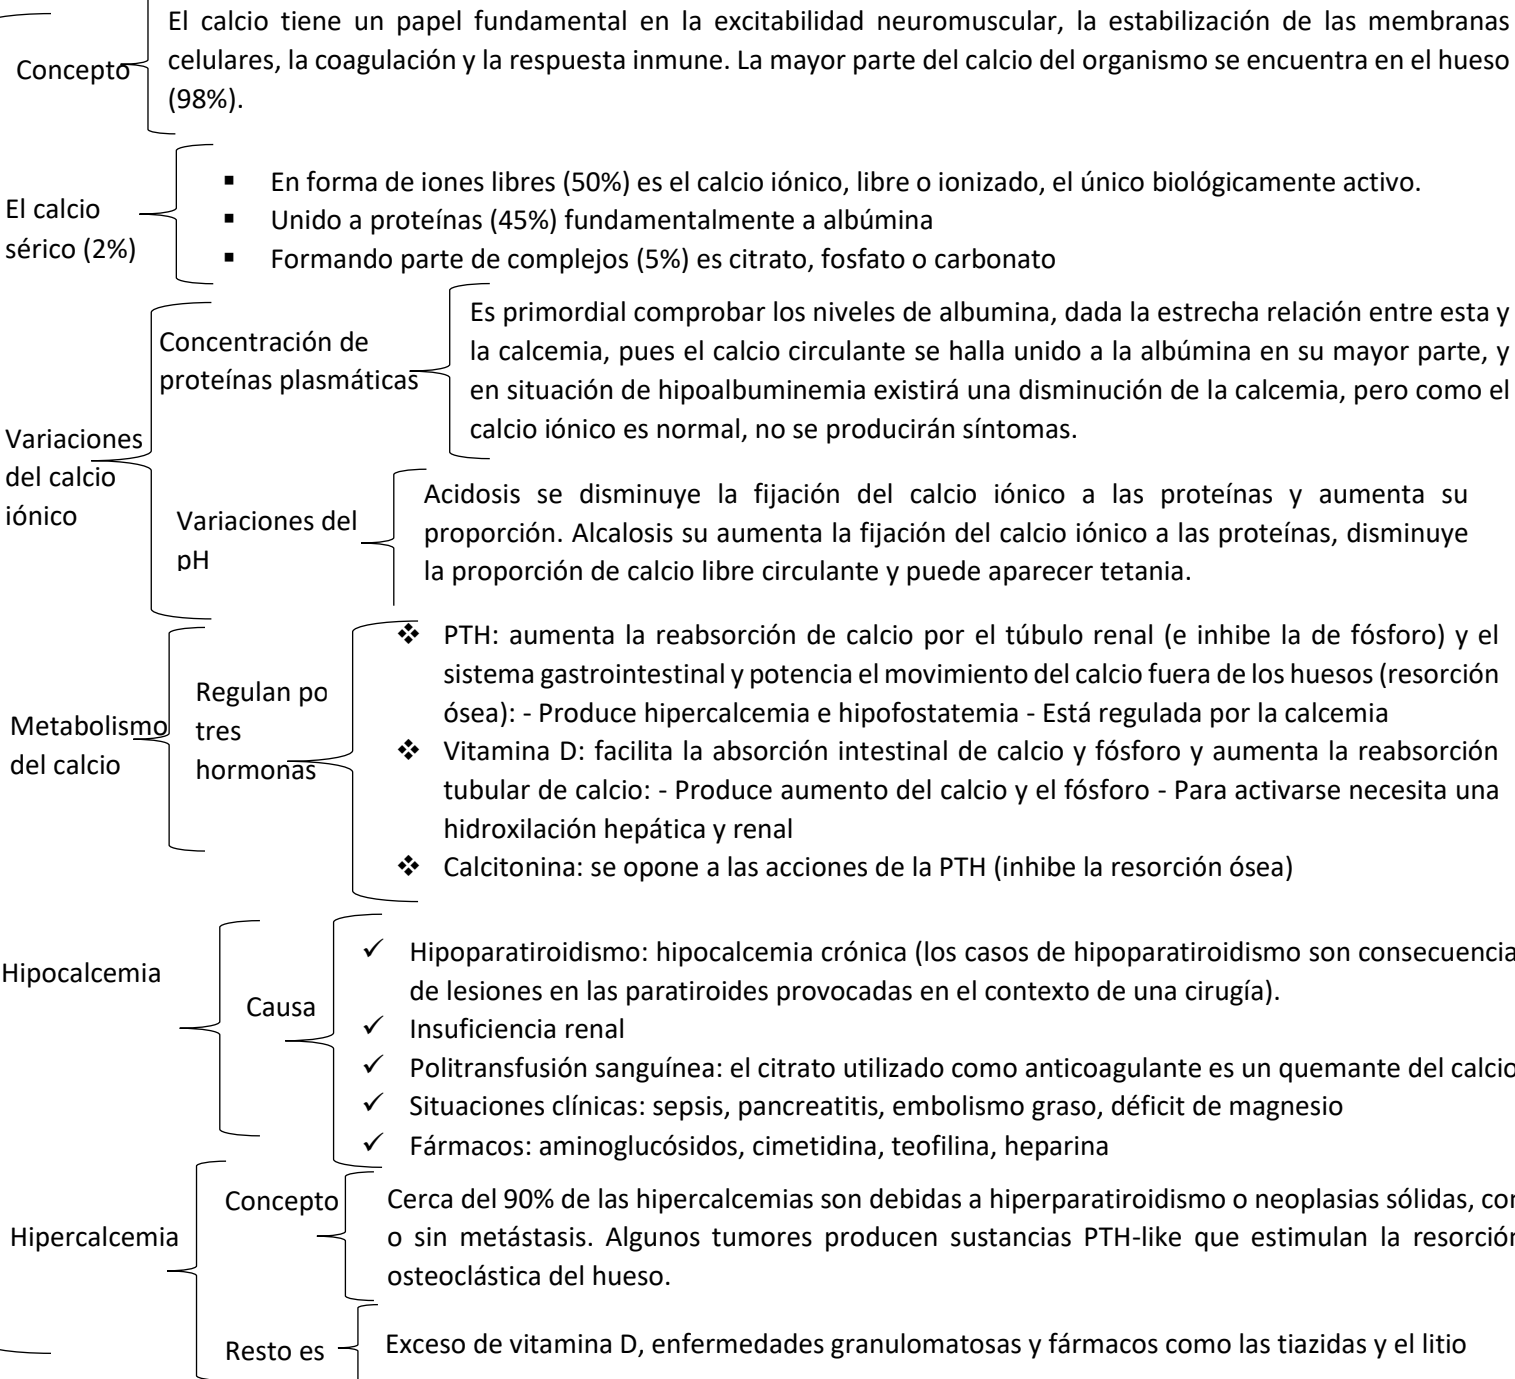 El calcio tiene un papel fundamental en la excitabilidad neuromuscular, la estabilización de las membranas
Concepto
celulares, la coagulación y la respuesta inmune. La mayor parte del calcio del organismo se encuentra en el hueso
(98%).
El calcio
sérico (2%)
▪ En forma de iones libres (50%) es el calcio iónico, libre o ionizado, el único biológicamente activo.
▪ Unido a proteínas (45%) fundamentalmente a albúmina
▪ Formando parte de complejos (5%) es citrato, fosfato o carbonato
Variaciones
del calcio
iónico
Concentración de
proteínas plasmáticas
Es primordial comprobar los niveles de albumina, dada la estrecha relación entre esta y
la calcemia, pues el calcio circulante se halla unido a la albúmina en su mayor parte, y
en situación de hipoalbuminemia existirá una disminución de la calcemia, pero como el
calcio iónico es normal, no se producirán síntomas.
Variaciones del
pH
Acidosis se disminuye la fijación del calcio iónico a las proteínas y aumenta su
proporción. Alcalosis su aumenta la fijación del calcio iónico a las proteínas, disminuye
la proporción de calcio libre circulante y puede aparecer tetania.
Metabolismo
del calcio
Regulan po
tres
hormonas
❖ PTH: aumenta la reabsorción de calcio por el túbulo renal (e inhibe la de fósforo) y el
sistema gastrointestinal y potencia el movimiento del calcio fuera de los huesos (resorción
ósea): - Produce hipercalcemia e hipofostatemia - Está regulada por la calcemia
❖ Vitamina D: facilita la absorción intestinal de calcio y fósforo y aumenta la reabsorción
tubular de calcio: - Produce aumento del calcio y el fósforo - Para activarse necesita una
hidroxilación hepática y renal
❖ Calcitonina: se opone a las acciones de la PTH (inhibe la resorción ósea)
Hipocalcemia
Causa
✓ Hipoparatiroidismo: hipocalcemia crónica (los casos de hipoparatiroidismo son consecuencia
de lesiones en las paratiroides provocadas en el contexto de una cirugía).
✓ Insuficiencia renal
✓ Politransfusión sanguínea: el citrato utilizado como anticoagulante es un quemante del calcio
✓ Situaciones clínicas: sepsis, pancreatitis, embolismo graso, déficit de magnesio
✓ Fármacos: aminoglucósidos, cimetidina, teofilina, heparina
Hipercalcemia
Concepto
Cerca del 90% de las hipercalcemias son debidas a hiperparatiroidismo o neoplasias sólidas, con
o sin metástasis. Algunos tumores producen sustancias PTH-like que estimulan la resorción
osteoclástica del hueso.
Resto es
Exceso de vitamina D, enfermedades granulomatosas y fármacos como las tiazidas y el litio